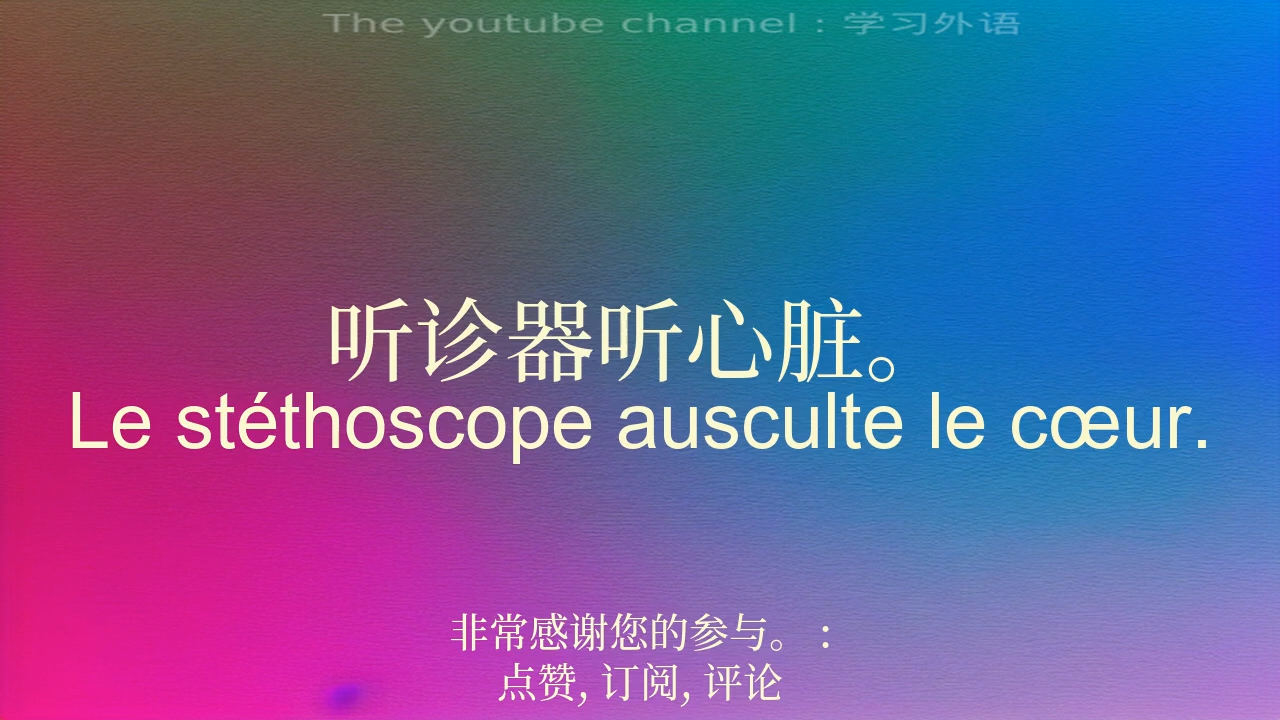 The youtube channel : 学习外语
听诊器听心脏。
Le stéthoscope ausculte le cœur.
非常感谢您的参与。 :
点赞, 订阅, 评论